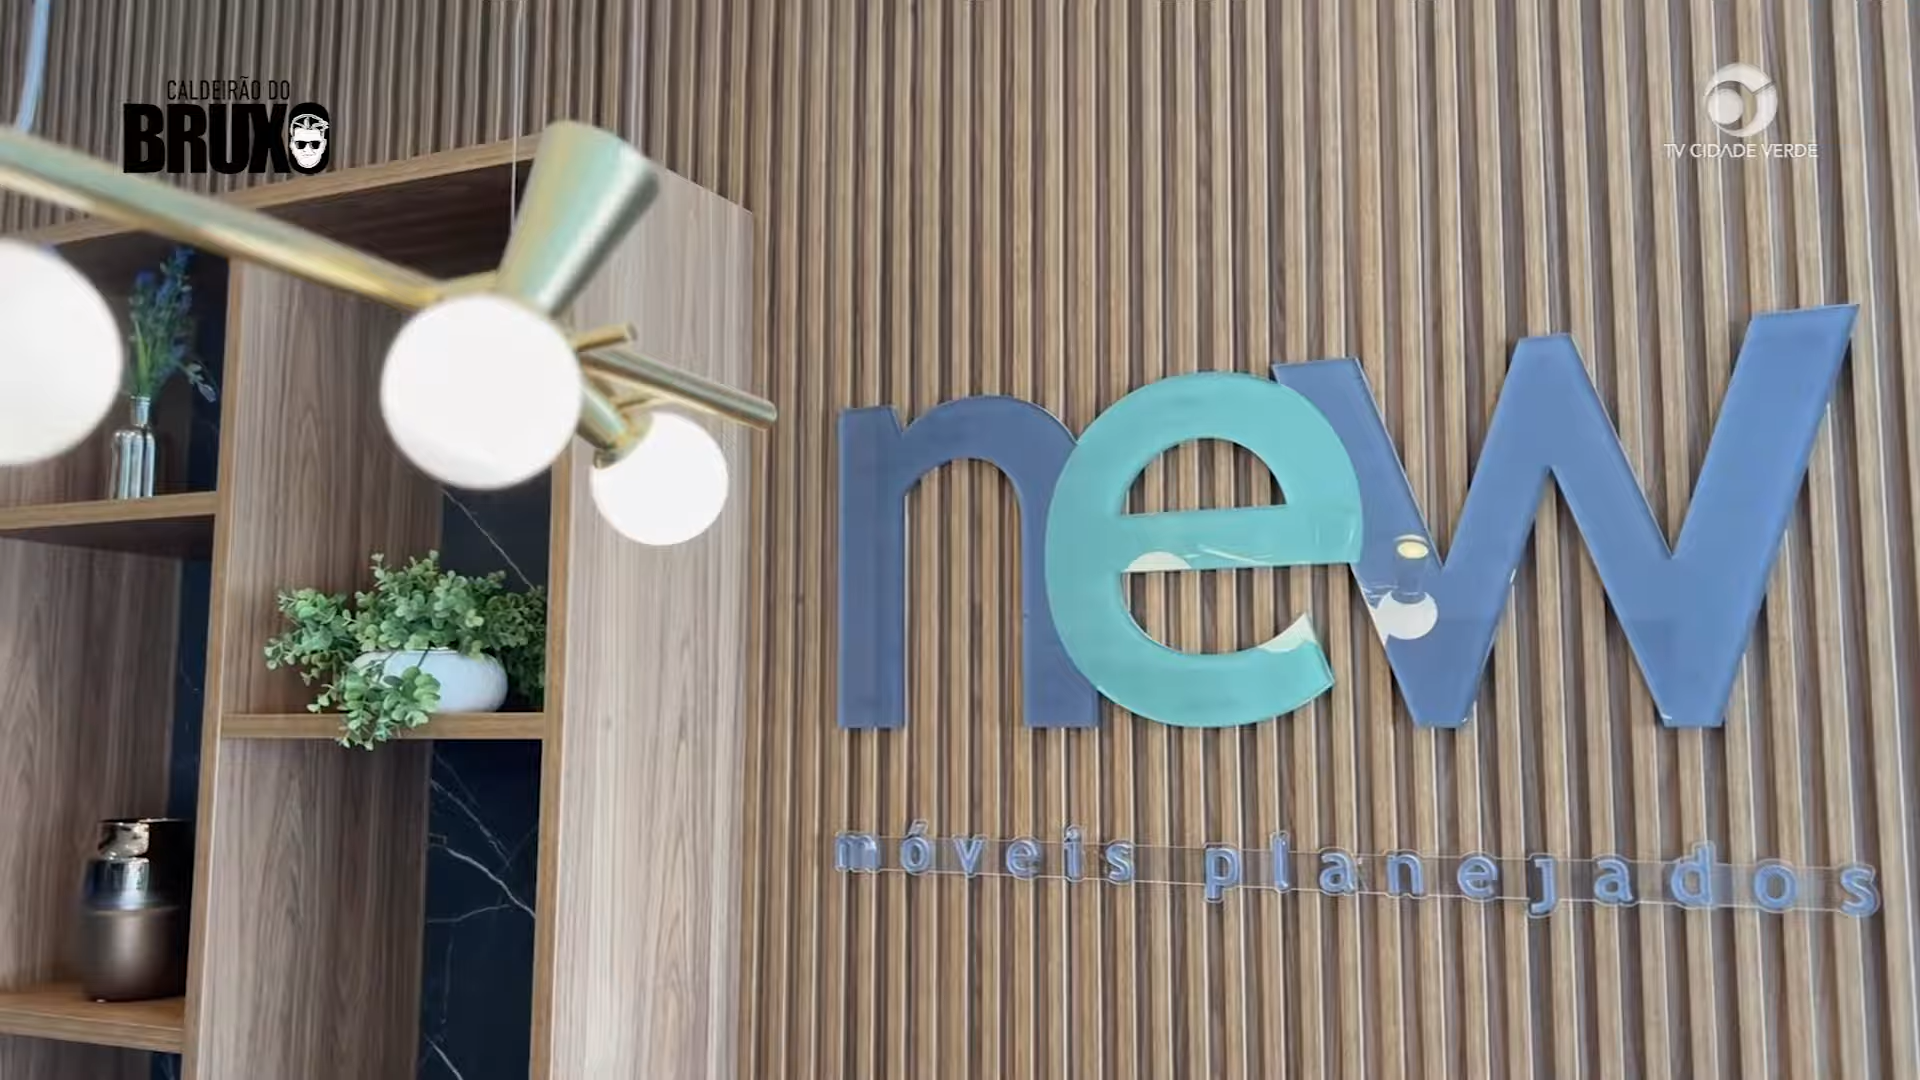 CALDEIRÃO DO
BRUXO
TV CIDADE VERDE
new
móveis planejados